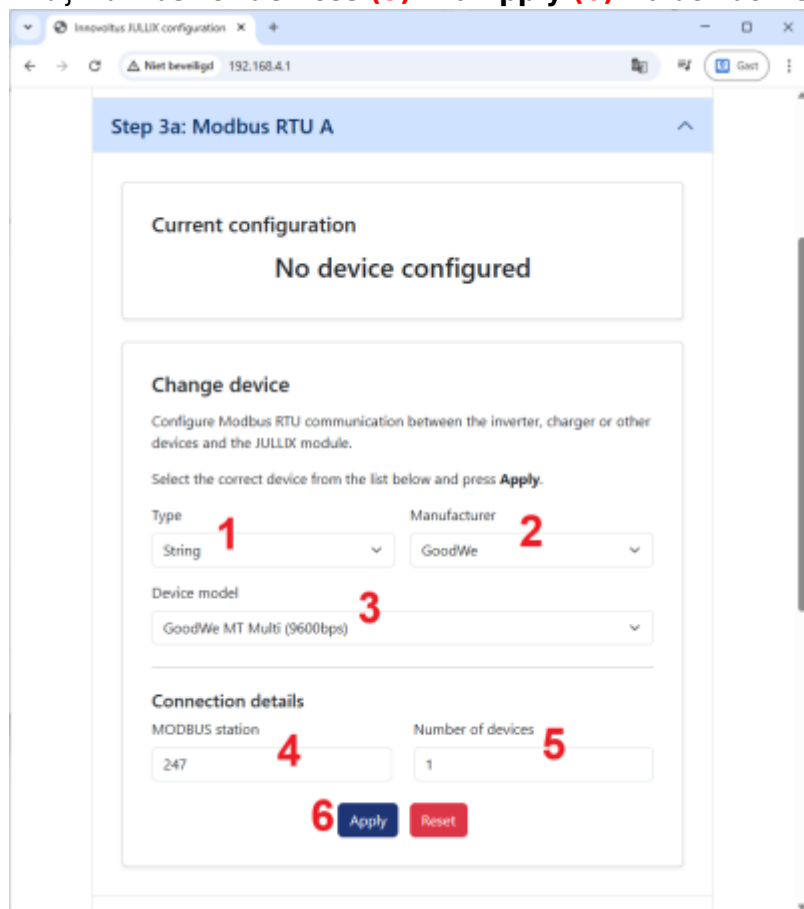 Innovoltus JULLIX configuration
Niet beveiligd 192.168.4.1
Gast
Step 3a: Modbus RTU A
Current configuration
No device configured
Change device
Configure Modbus RTU communication between the inverter, charger or other
devices and the JULLIX module.
Select the correct device from the list below and press Apply.
Type 1 Manufacturer 2
String GoodWe
Device model 3
GoodWe MT Multi (9600bps)
Connection details
MODBUS station 4 Number of devices 5
247 1
6 Apply Reset